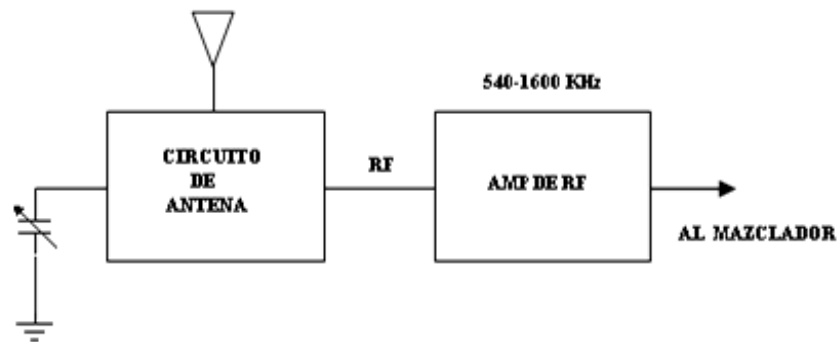 540-1600 KHz
CIRCUITO
DE
ANTENA
RF
AMP DE RF
AL MAZCLADOR